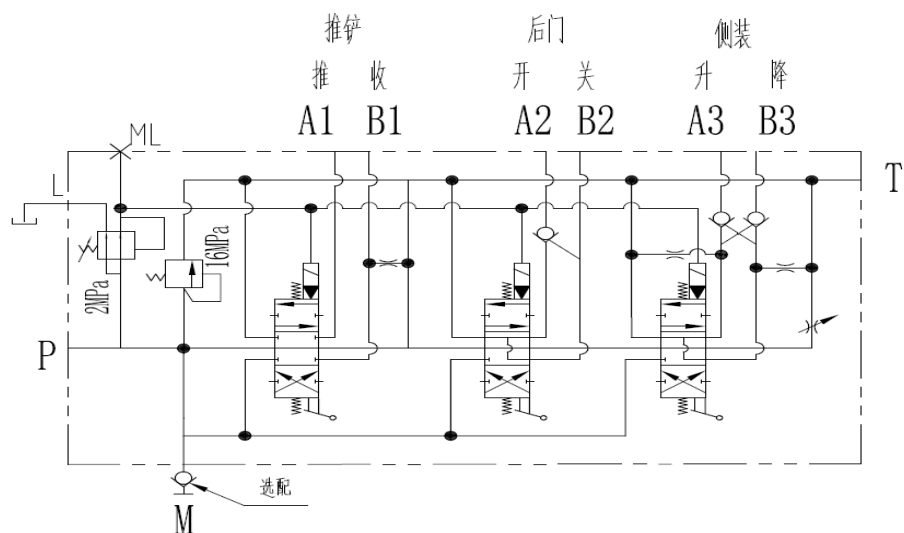 推铲 后门 侧装
推 收 开 关 升 降
A1 B1 A2 B2 A3 B3
ML
L
T
16MPa
2MPa
P
选配
M